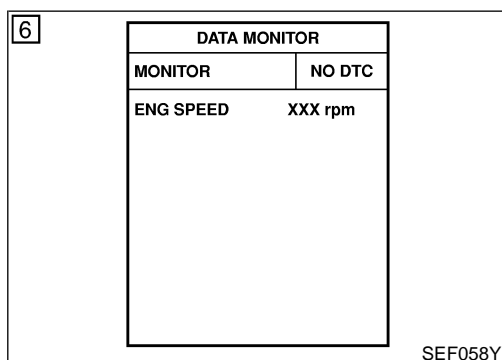 6
DATA MONITOR
MONITOR NO DTC
ENG SPEED XXX rpm
SEF058Y